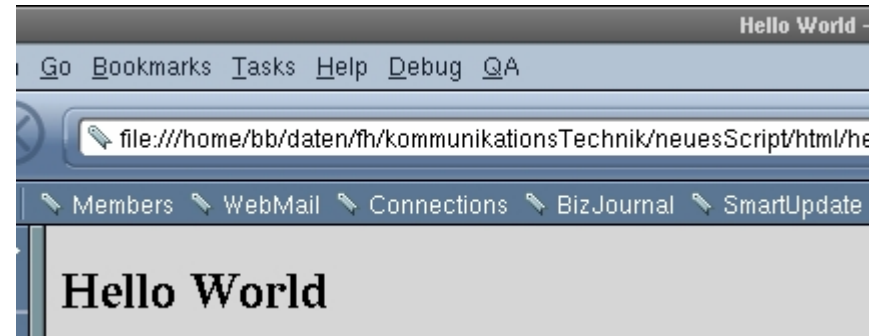 Hello World -
Go Bookmarks Tasks Help Debug QA
file:///home/bb/daten/fh/kommunikationsTechnik/neuesScript/html/he
Members WebMail Connections BizJournal SmartUpdate
Hello World